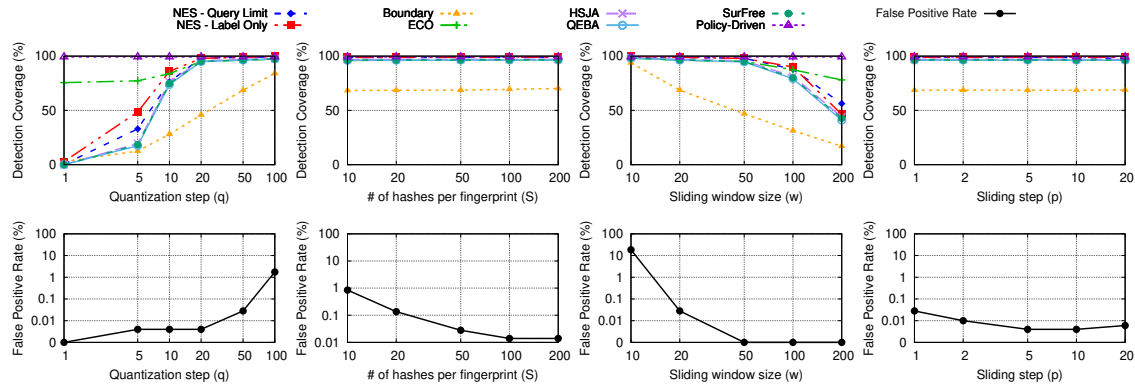 NES - Query Limit
NES - Label Only
Boundary
ECO
HSJA
QEBA
SurFree
Policy-Driven
False Positive Rate
Detection Coverage (%)
100
50
0
1 5 10 20 50 100
Quantization step (q)
Detection Coverage (%)
100
50
0
10 20 50 100 200
# of hashes per fingerprint (S)
Detection Coverage (%)
100
50
0
10 20 50 100 200
Sliding window size (w)
Detection Coverage (%)
100
50
0
1 2 5 10 20
Sliding step (p)
False Positive Rate (%)
100
10
1
0.1
0.01
0
1 5 10 20 50 100
Quantization step (q)
False Positive Rate (%)
100
10
1
0.1
0.01
10 20 50 100 200
# of hashes per fingerprint (S)
False Positive Rate (%)
100
10
1
0.1
0.01
0
10 20 50 100 200
Sliding window size (w)
False Positive Rate (%)
100
10
1
0.1
0.01
0
1 2 5 10 20
Sliding step (p)